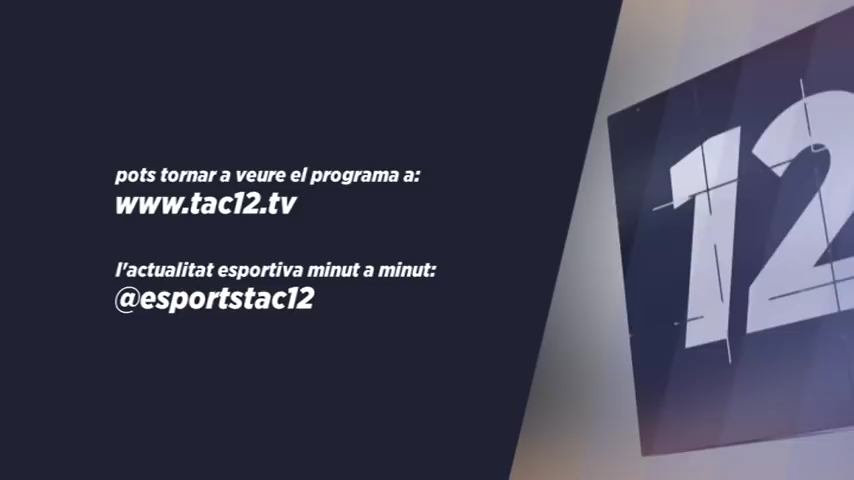 pots tornar a veure el programa a:
www.tac12.tv
l'actualitat esportiva minut a minut:
@esportstac12
12